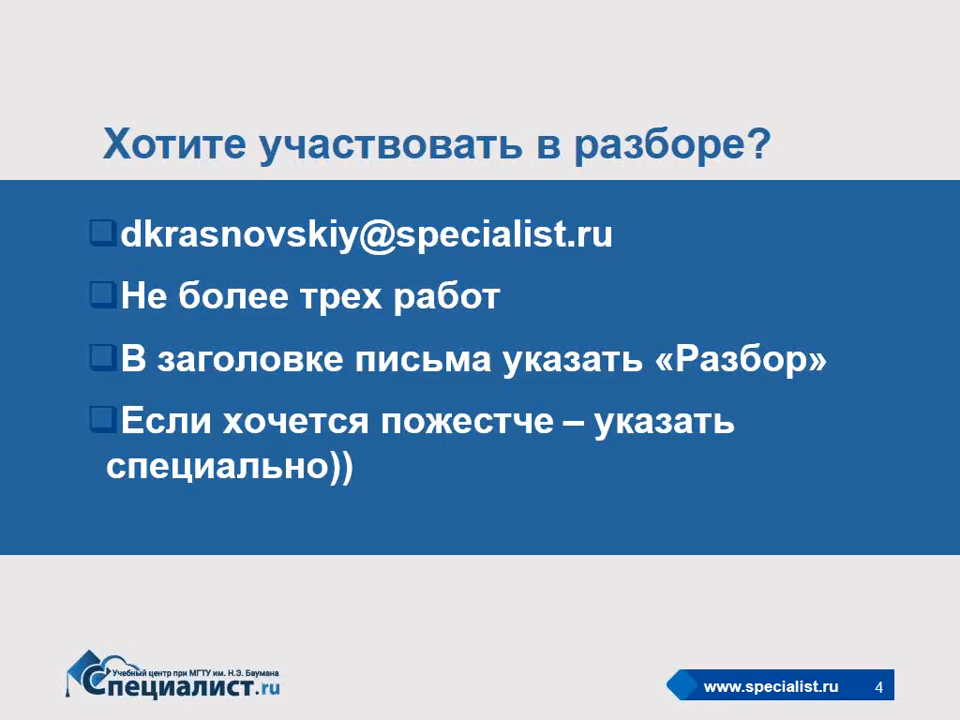 Хотите участвовать в разборе?
dkrasnovskiy@specialist.ru
Не более трех работ
В заголовке письма указать «Разбор»
Если хочется пожестче – указать
специально))
Учебный центр при МГТУ им. Н.Э. Баумана
Специалист.ru
www.specialist.ru 4